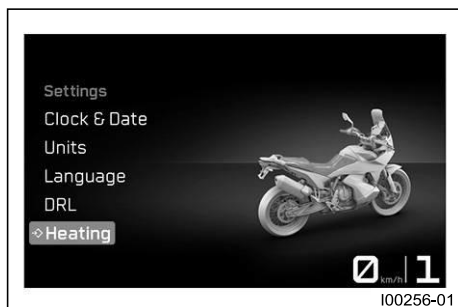 Settings
Clock & Date
Units
Language
DRL
Heating
0 km/h 1
I00256-01